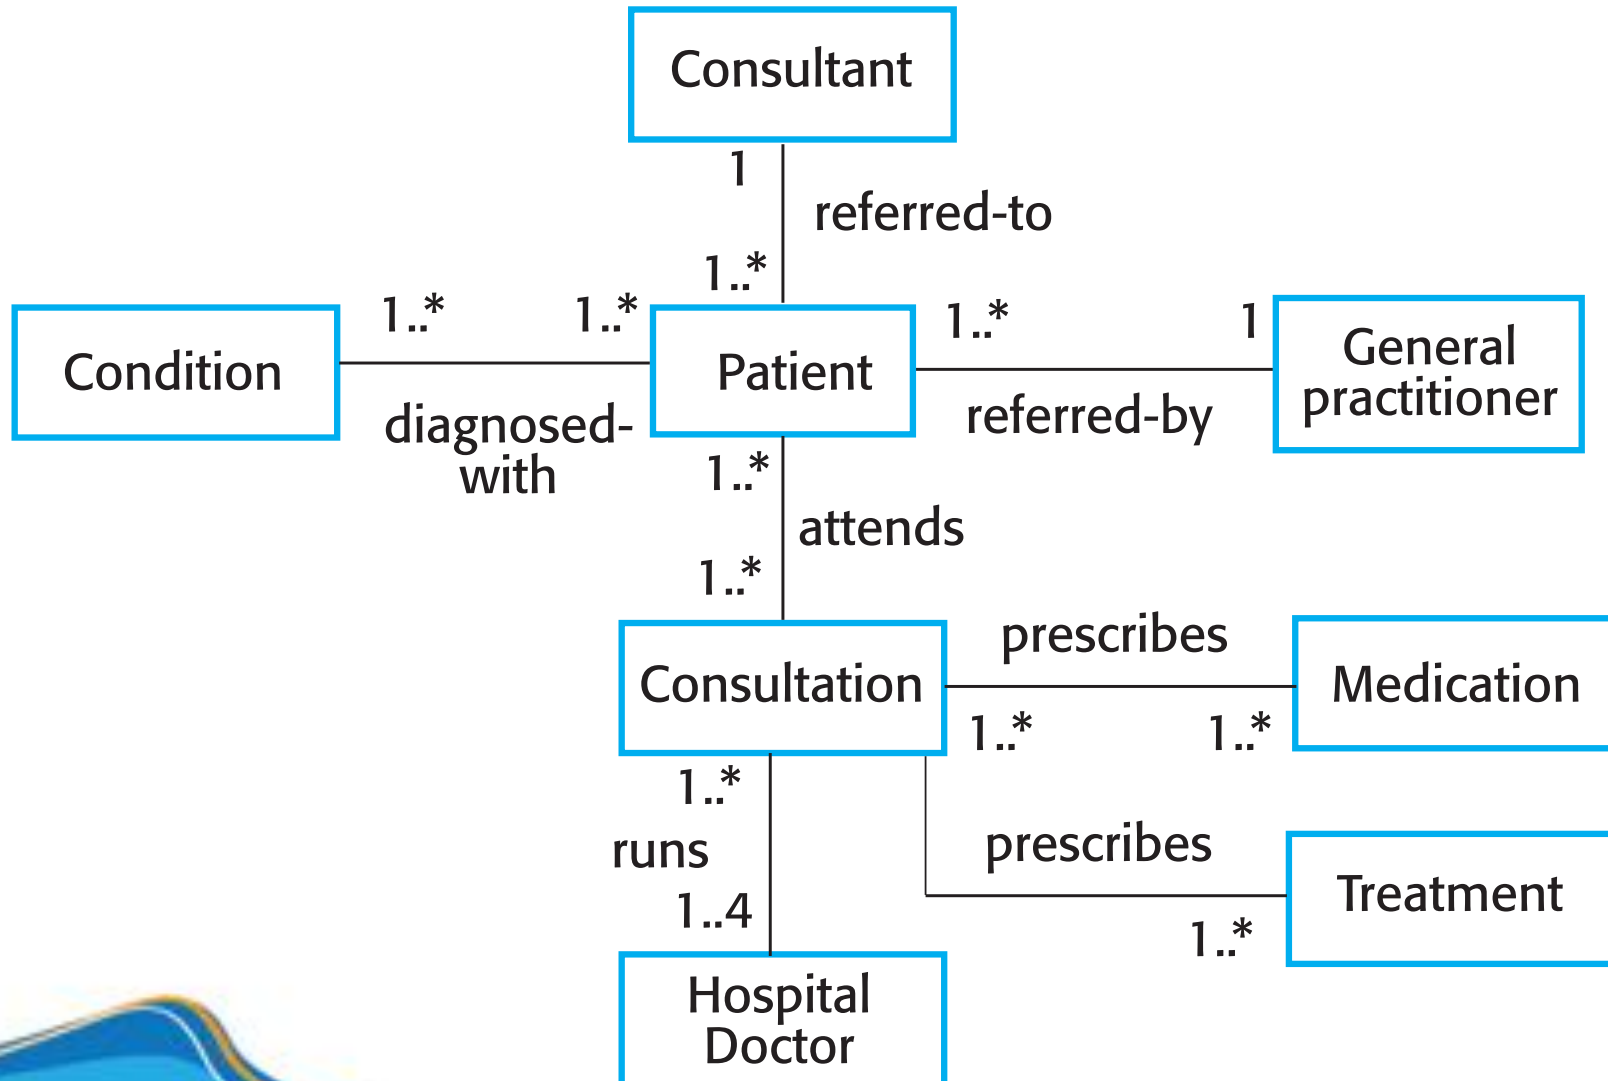 Consultant
1
referred-to
1..*
1..*
1..*
1..*
1
Condition
Patient
General
practitioner
diagnosed-
with
referred-by
1..*
attends
1..*
prescribes
Consultation
Medication
1..*
1..*
1..*
runs
prescribes
1..4
Treatment
1..*
Hospital
Doctor